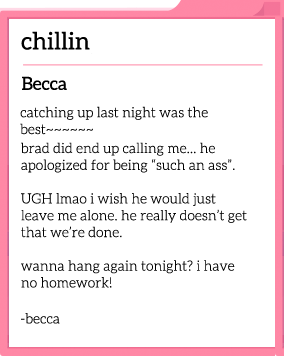 chillin
Becca
catching up last night was the
best~~~~~~
brad did end up calling me... he
apologized for being "such an ass".
UGH lmao i wish he would just
leave me alone. he really doesn't get
that we're done.
wanna hang again tonight? i have
no homework!
-becca